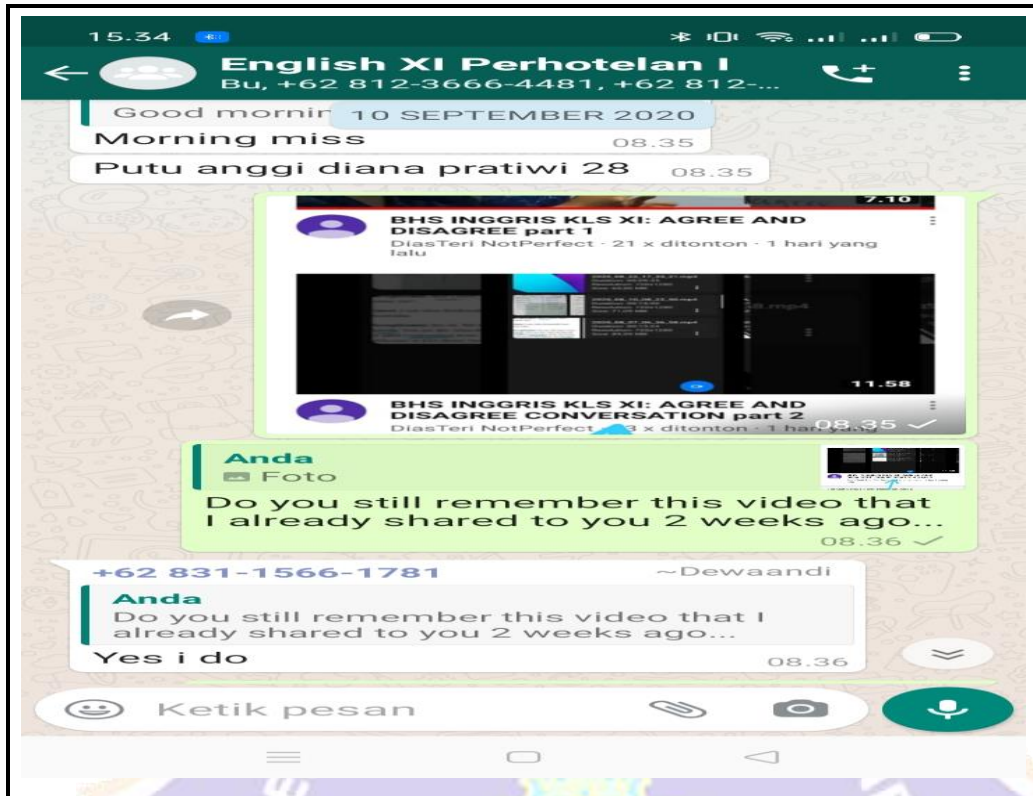 15.34
English XI Perhotelan I
Bu, +62 812-3666-4481, +62 812-...
Good mornin
10 SEPTEMBER 2020
Morning miss
08.35
Putu anggi diana pratiwi 28
08.35
7.10
BHS INGGRIS KLS XI: AGREE AND
DISAGREE part 1
DiasTeri NotPerfect · 21 x ditonton · 1 hari yang
lalu
11.58
BHS INGGRIS KLS XI: AGREE AND
DISAGREE CONVERSATION part 2
DiasTeri NotPerfect x ditonton · 1 hari yang
08.35
Anda
Foto
Do you still remember this video that
I already shared to you 2 weeks ago...
08.36
+62 831-1566-1781
~Dewaandi
Anda
Do you still remember this video that I
already shared to you 2 weeks ago...
Yes i do
08.36
Ketik pesan